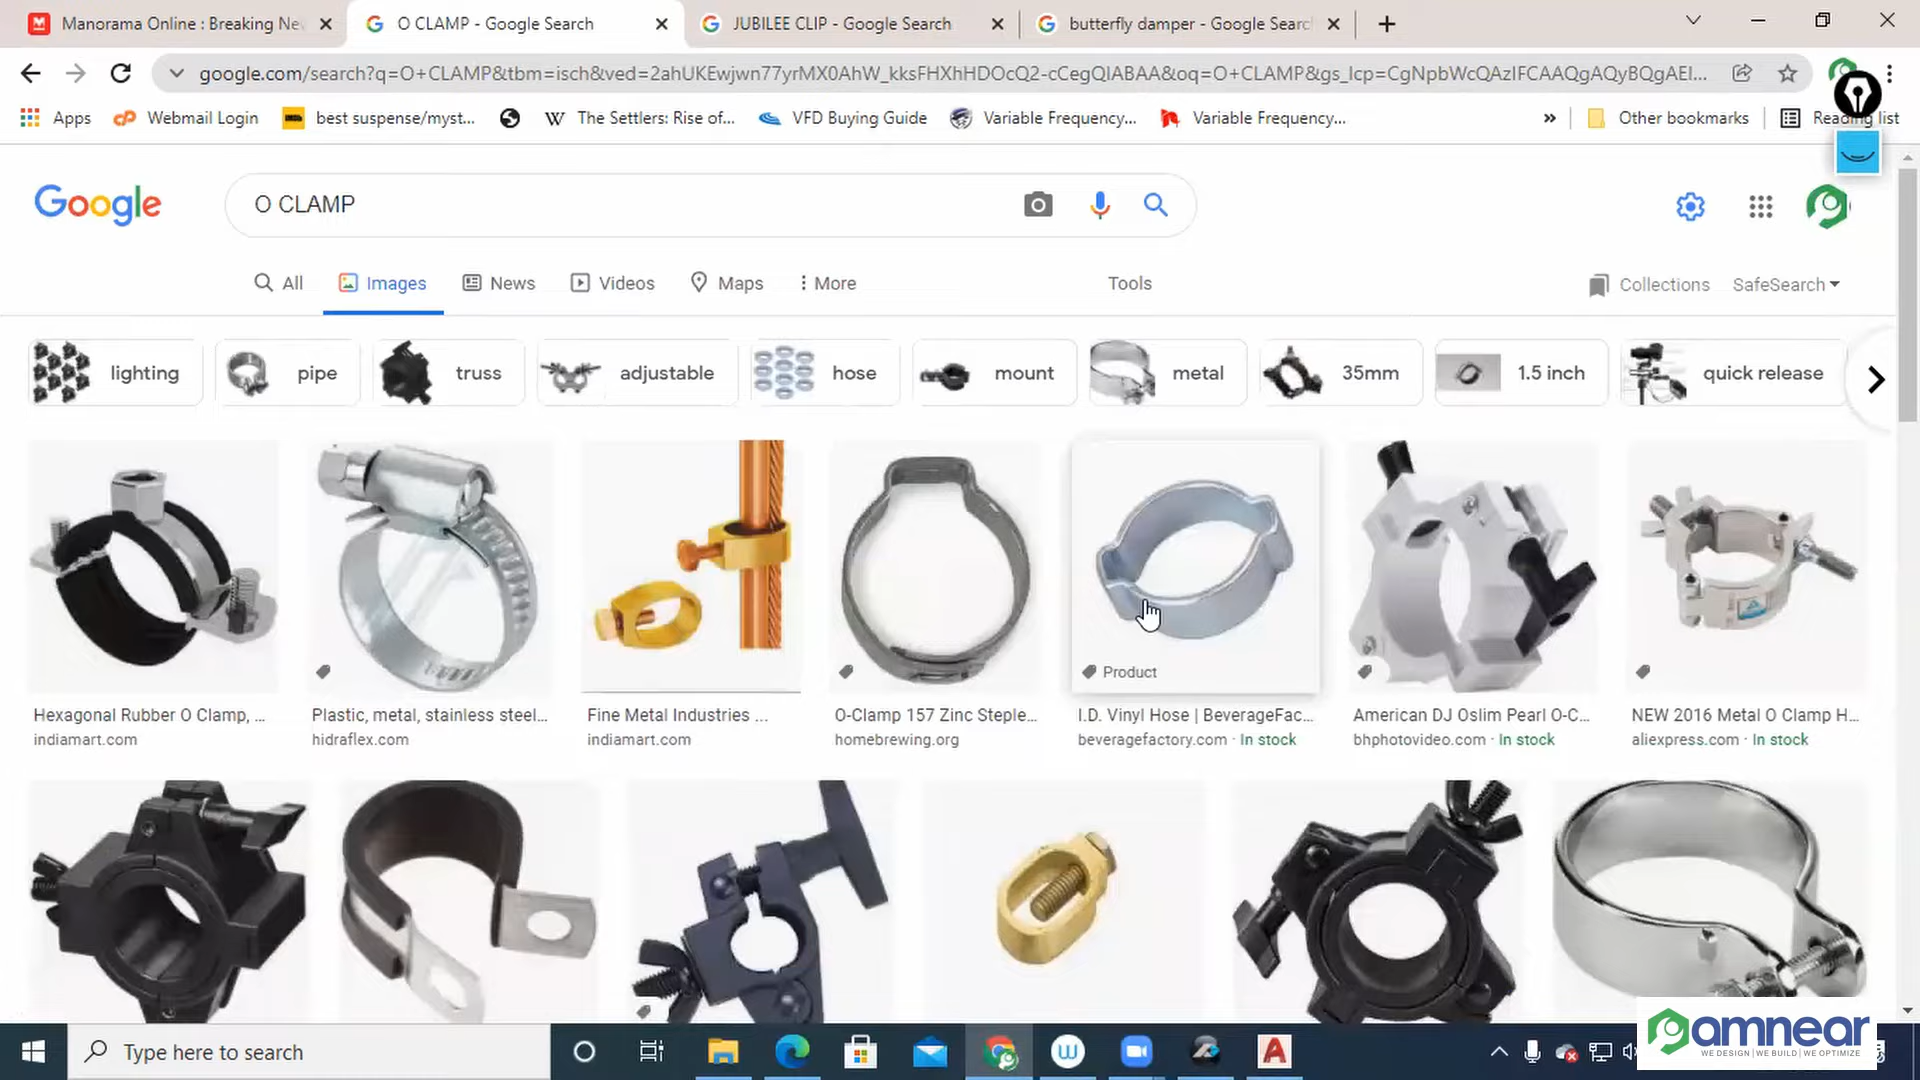 Manorama Online : Breaking Ne
O CLAMP - Google Search
JUBILEE CLIP - Google Search
butterfly damper - Google Searc
google.com/search?q=O+CLAMP&tbm=isch&ved=2ahUKEwjwn77yrMX0AhW_kksFHXhHDOcQ2-cCegQIABAA&oq=O+CLAMP&gs_lcp=CgNpbWcQAzIFCAAQgAQyBQgAEI...
Apps
Webmail Login
best suspense/myst...
The Settlers: Rise of...
VFD Buying Guide
Variable Frequency...
Variable Frequency...
Other bookmarks
Reading list
Google
O CLAMP
All
Images
News
Videos
Maps
More
Tools
Collections
SafeSearch
lighting
pipe
truss
adjustable
hose
mount
metal
35mm
1.5 inch
quick release
Product
Hexagonal Rubber O Clamp, ...
indiamart.com
Plastic, metal, stainless steel...
hidraflex.com
Fine Metal Industries ...
indiamart.com
O-Clamp 157 Zinc Steple...
homebrewing.org
I.D. Vinyl Hose | BeverageFac...
beveragefactory.com · In stock
American DJ Oslim Pearl O-C...
bhphotovideo.com · In stock
NEW 2016 Metal O Clamp H...
aliexpress.com · In stock
Type here to search
amnear
WE DESIGN | WE BUILD | WE OPTIMIZE